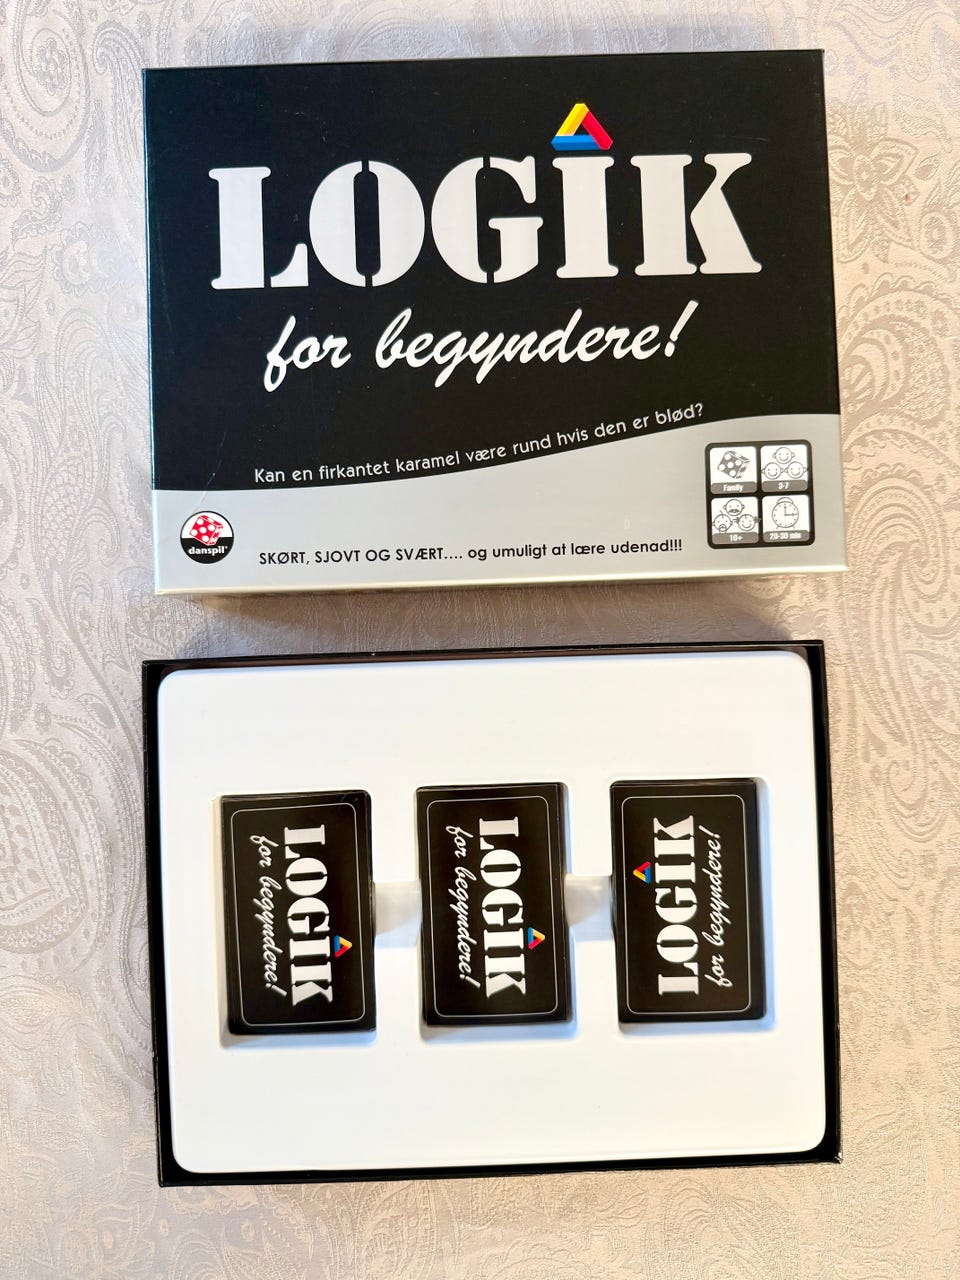 LOGIK
for begyndere!
Kan en firkantet karamel være rund hvis den er blød?
danspil®
SKØRT, SJOVT OG SVÆRT.... og umuligt at lære udenad!!!
Family
3-7
10+
20-30 min
LOGIK
for begyndere!
LOGIK
for begyndere!
LOGIK
for begyndere!